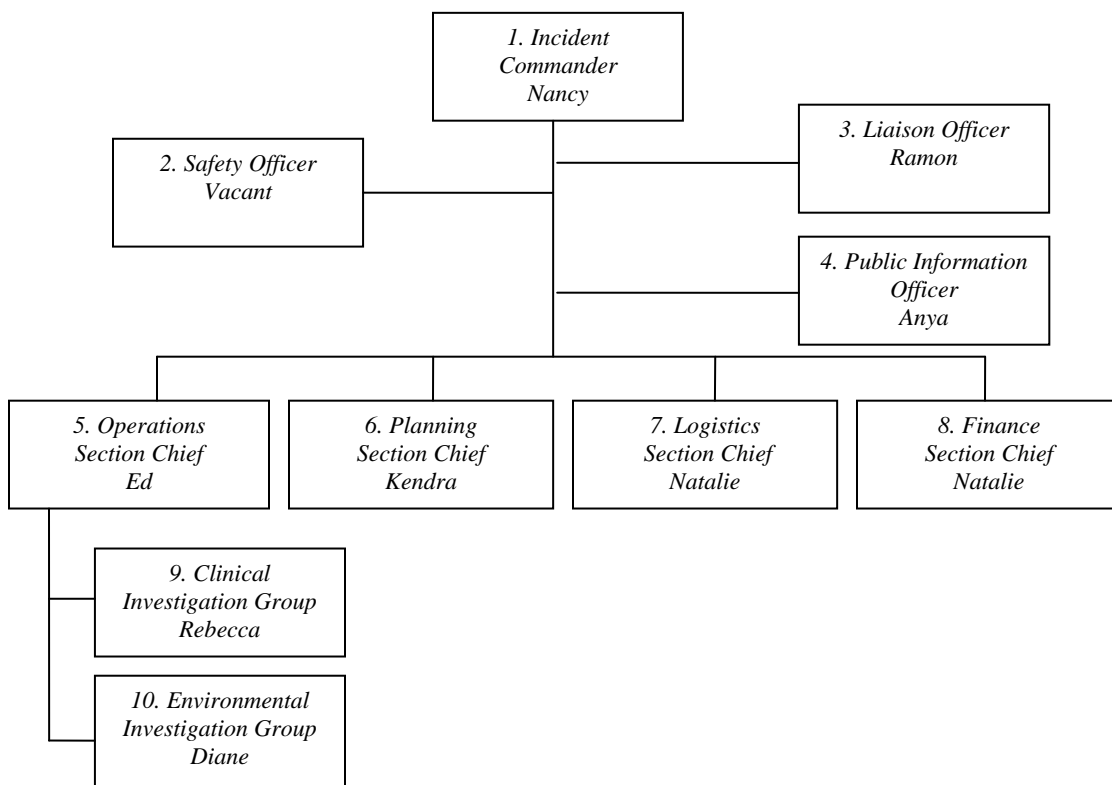 1. Incident
Commander
Nancy
2. Safety Officer
Vacant
3. Liaison Officer
Ramon
4. Public Information
Officer
Anya
5. Operations
Section Chief
Ed
6. Planning
Section Chief
Kendra
7. Logistics
Section Chief
Natalie
8. Finance
Section Chief
Natalie
9. Clinical
Investigation Group
Rebecca
10. Environmental
Investigation Group
Diane